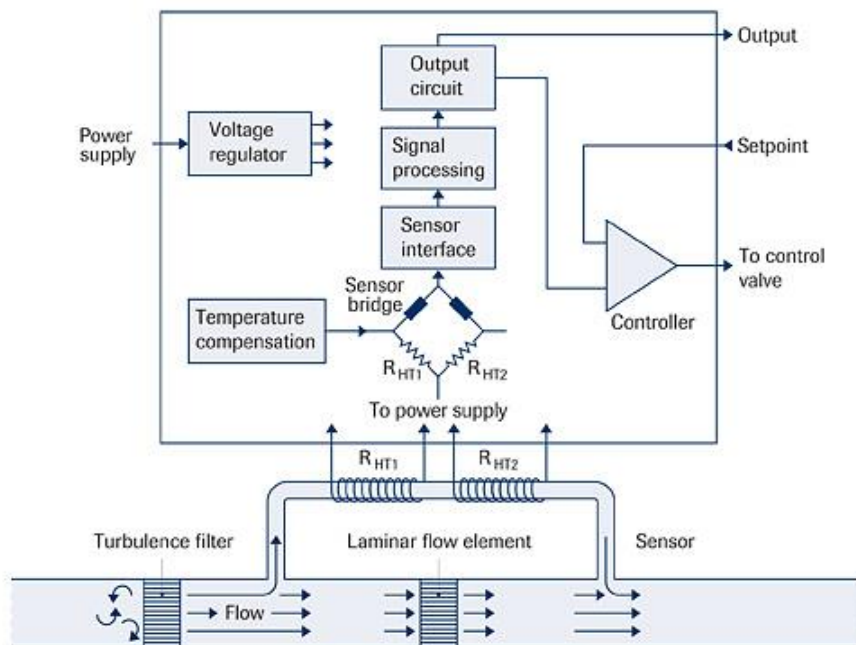 Output
Output
circuit
Power
supply
Voltage
regulator
Signal
processing
Setpoint
Sensor
interface
To control
valve
Sensor
bridge
Controller
Temperature
compensation
RHT1
RHT2
To power supply
RHT1
RHT2
Turbulence filter
Laminar flow element
Sensor
Flow